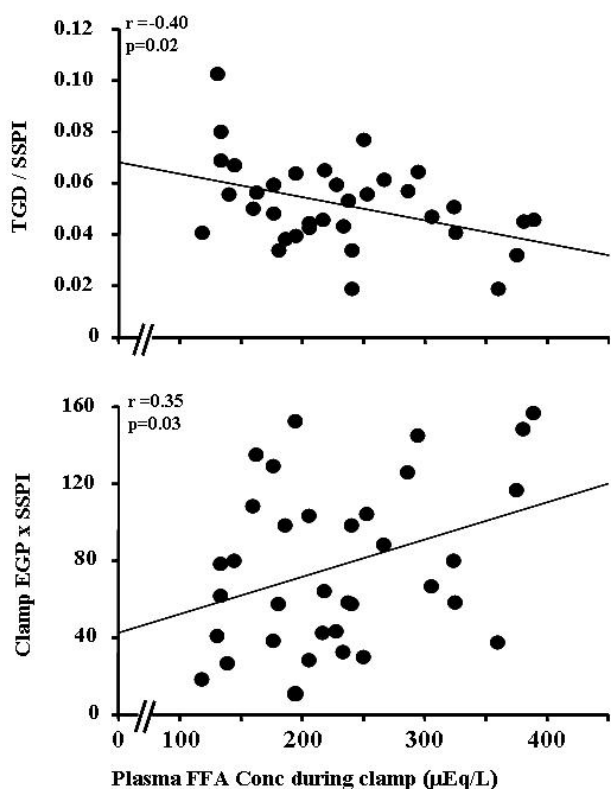 r =-0.40
p=0.02
0.12
0.10
0.08
0.06
0.04
0.02
0
TGD / SSPI
r =0.35
p=0.03
160
120
80
40
0
Clamp EGP x SSPI
0 100 200 300 400
Plasma FFA Conc during clamp (µEq/L)